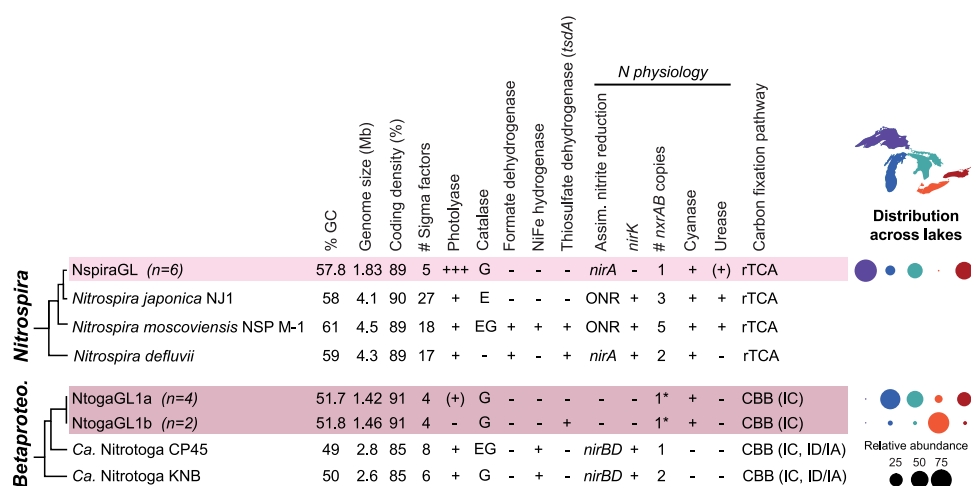 N physiology
% GC
Genome size (Mb)
Coding density (%)
# Sigma factors
Photolyase
Catalase
Formate dehydrogenase
NiFe hydrogenase
Thiosulfate dehydrogenase (tsdA)
Assim. nitrite reduction
nirK
# nxrAB copies
Cyanase
Urease
Carbon fixation pathway
Distribution
across lakes
Nitrospira
NspiraGL (n=6) 57.8 1.83 89 5 +++ G - - - nirA - 1 + (+) rTCA
Nitrospira japonica NJ1 58 4.1 90 27 + E - - - ONR + 3 + + rTCA
Nitrospira moscoviensis NSP M-1 61 4.5 89 18 + EG + + + ONR + 5 + + rTCA
Nitrospira defluvii 59 4.3 89 17 + - + - + nirA + 2 + - rTCA
Betaproteo.
NtogaGL1a (n=4) 51.7 1.42 91 4 (+) G - - - - - 1* + - CBB (IC)
NtogaGL1b (n=2) 51.8 1.46 91 4 - G - - + - - 1* + - CBB (IC)
Ca. Nitrotoga CP45 49 2.8 85 8 + EG - + - nirBD + 1 - - CBB (IC, ID/IA)
Ca. Nitrotoga KNB 50 2.6 85 6 + G - + - nirBD + 2 - - CBB (IC, ID/IA)
Relative abundance
25 50 75